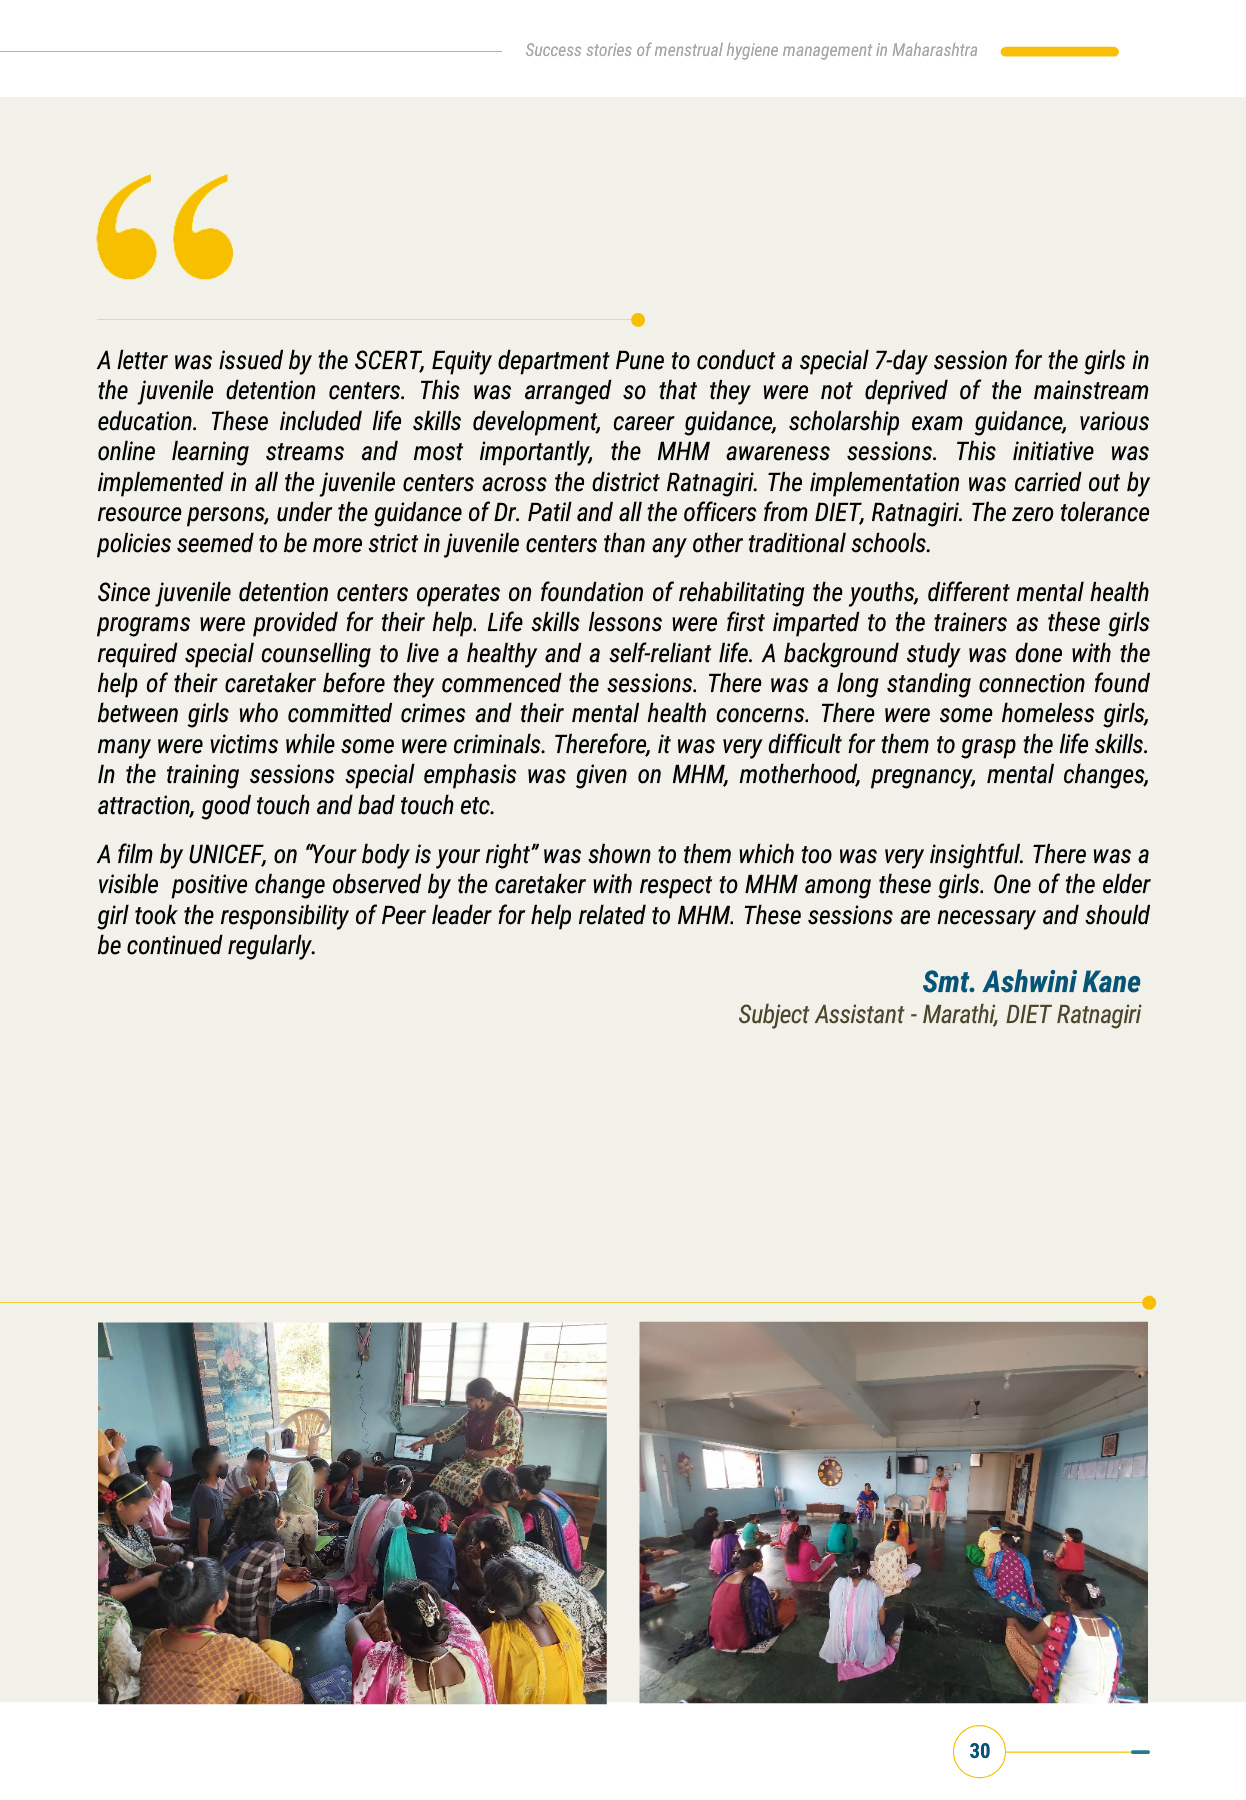 Success stories of menstrual hygiene management in Maharashtra
“
A letter was issued by the SCERT, Equity department Pune to conduct a special 7-day session for the girls in
the juvenile detention centers. This was arranged so that they were not deprived of the mainstream
education. These included life skills development, career guidance, scholarship exam guidance, various
online learning streams and most importantly, the MHM awareness sessions. This initiative was
implemented in all the juvenile centers across the district Ratnagiri. The implementation was carried out by
resource persons, under the guidance of Dr. Patil and all the officers from DIET, Ratnagiri. The zero tolerance
policies seemed to be more strict in juvenile centers than any other traditional schools.
Since juvenile detention centers operates on foundation of rehabilitating the youths, different mental health
programs were provided for their help. Life skills lessons were first imparted to the trainers as these girls
required special counselling to live a healthy and a self-reliant life. A background study was done with the
help of their caretaker before they commenced the sessions. There was a long standing connection found
between girls who committed crimes and their mental health concerns. There were some homeless girls,
many were victims while some were criminals. Therefore, it was very difficult for them to grasp the life skills.
In the training sessions special emphasis was given on MHM, motherhood, pregnancy, mental changes,
attraction, good touch and bad touch etc.
A film by UNICEF, on “Your body is your right” was shown to them which too was very insightful. There was a
visible positive change observed by the caretaker with respect to MHM among these girls. One of the elder
girl took the responsibility of Peer leader for help related to MHM. These sessions are necessary and should
be continued regularly.
Smt. Ashwini Kane
Subject Assistant - Marathi, DIET Ratnagiri
30